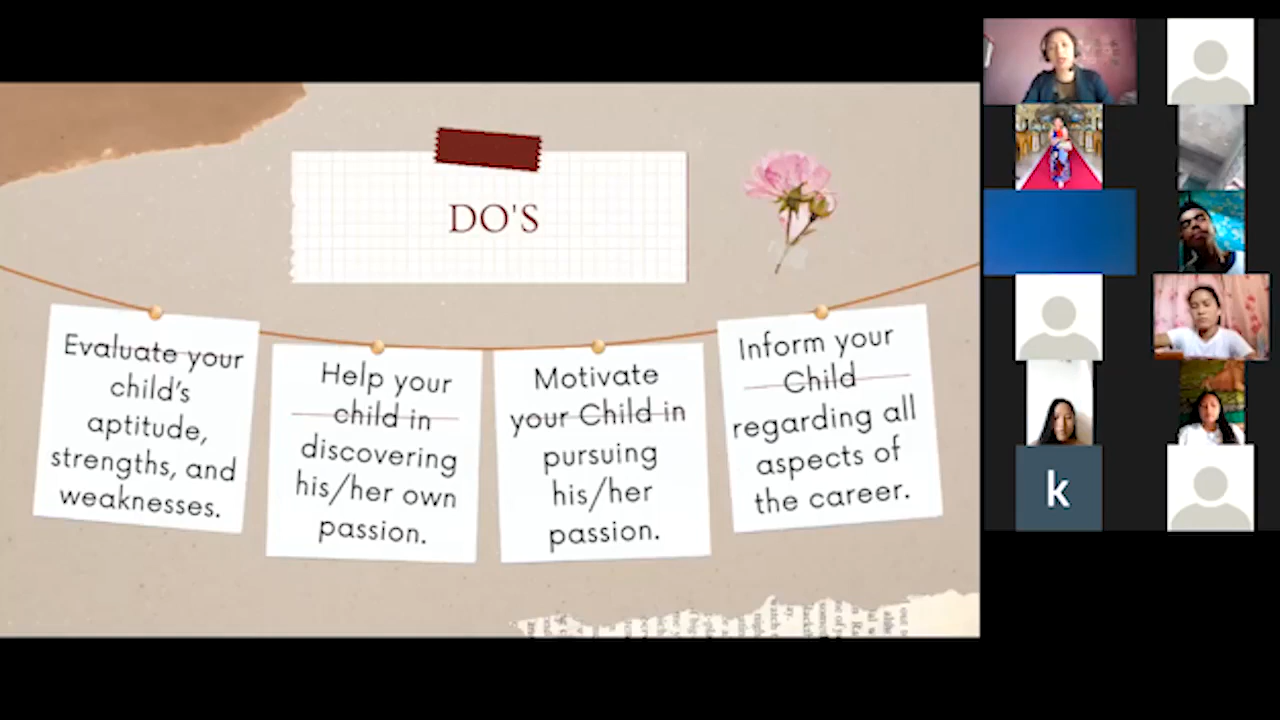 DO'S
Evaluate your
child's
aptitude,
strengths, and
weaknesses.
Help your
child in
discovering
his/her own
passion.
Motivate
your Child in
pursuing
his/her
passion.
Inform your
Child
regarding all
aspects of
the career.
k